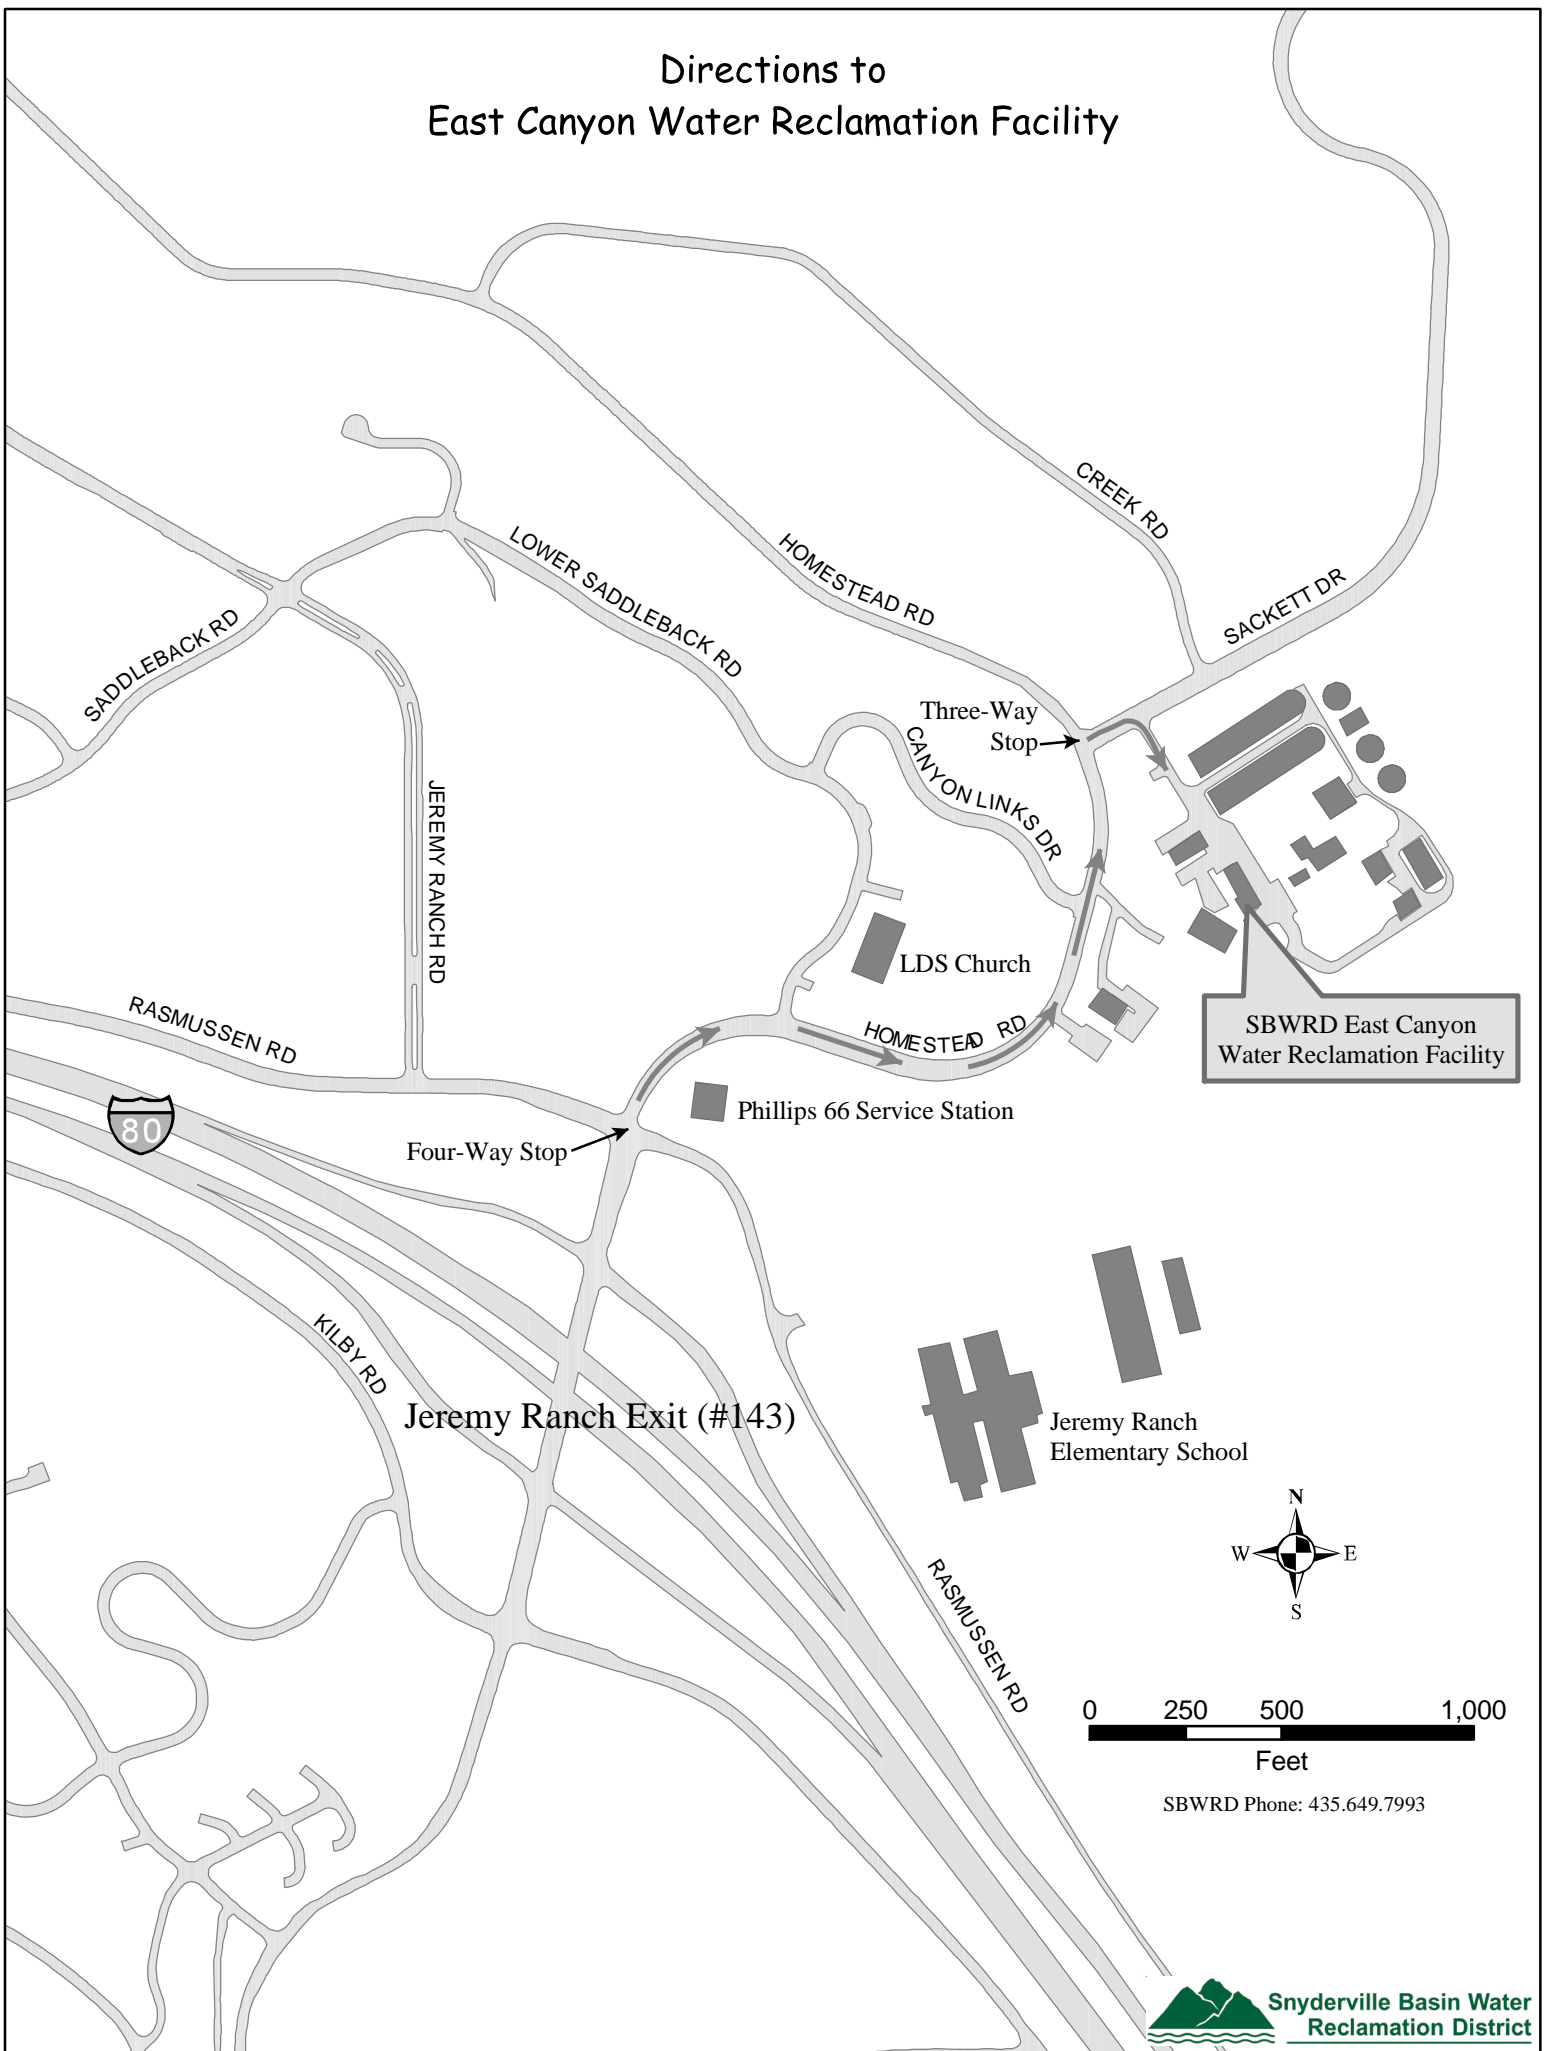 Directions to
East Canyon Water Reclamation Facility
CREEK RD
HOMESTEAD RD
LOWER SADDLEBACK RD
SACKETT DR
SADDLEBACK RD
Three-Way
Stop
CANYON LINKS DR
JEREMY RANCH RD
LDS Church
RASMUSSEN RD
HOMESTEAD RD
SBWRD East Canyon
Water Reclamation Facility
80
Phillips 66 Service Station
Four-Way Stop
KILBY RD
Jeremy Ranch Exit (#143)
Jeremy Ranch
Elementary School
N
W E
S
RASMUSSEN RD
0 250 500 1,000
Feet
SBWRD Phone: 435.649.7993
Snyderville Basin Water
Reclamation District